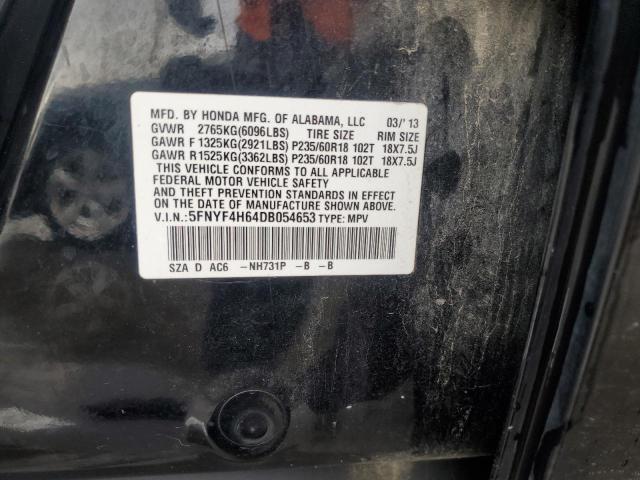 MFD. BY HONDA MFG. OF ALABAMA, LLC 03/'13
GVWR 2765KG(6096LBS) TIRE SIZE RIM SIZE
GAWR F 1325KG(2921LBS) P235/60R18 102T 18X7.5J
GAWR R 1525KG(3362LBS) P235/60R18 102T 18X7.5J
THIS VEHICLE CONFORMS TO ALL APPLICABLE
FEDERAL MOTOR VEHICLE SAFETY
AND THEFT PREVENTION STANDARDS IN EFFECT
ON THE DATE OF MANUFACTURE SHOWN ABOVE.
V.I.N.: 5FNYF4H64DB054653 TYPE: MPV
SZA D AC6 -NH731P -B -B